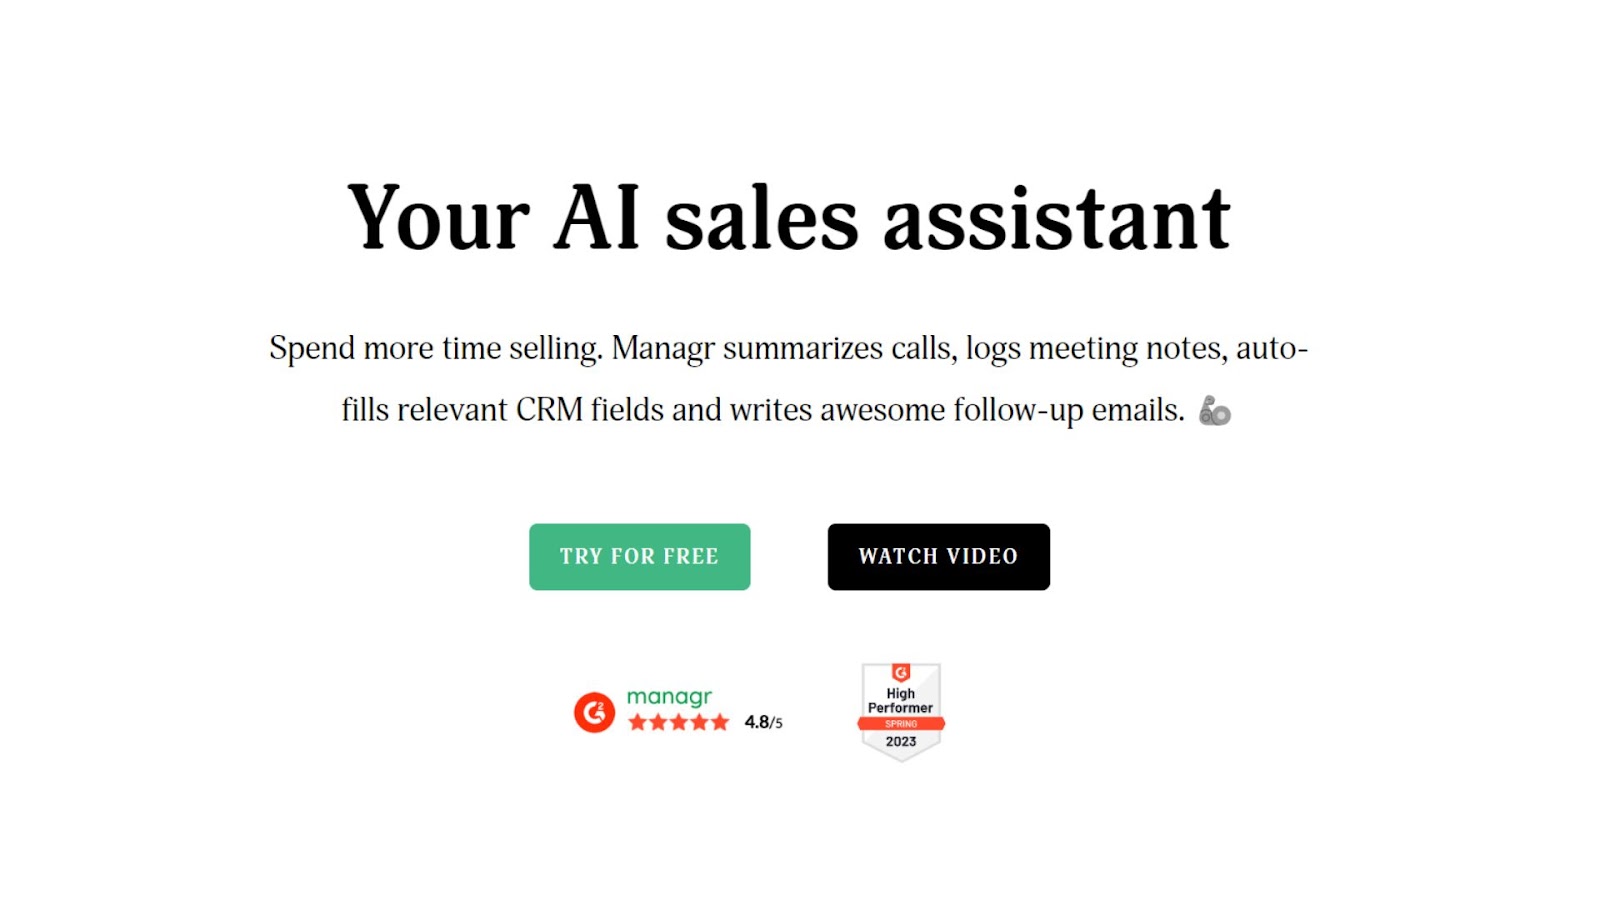 Your AI sales assistant
Spend more time selling. Managr summarizes calls, logs meeting notes, auto-
fills relevant CRM fields and writes awesome follow-up emails. 🦾
TRY FOR FREE
WATCH VIDEO
G2
managr
4.8/5
G2
High
Performer
SPRING
2023